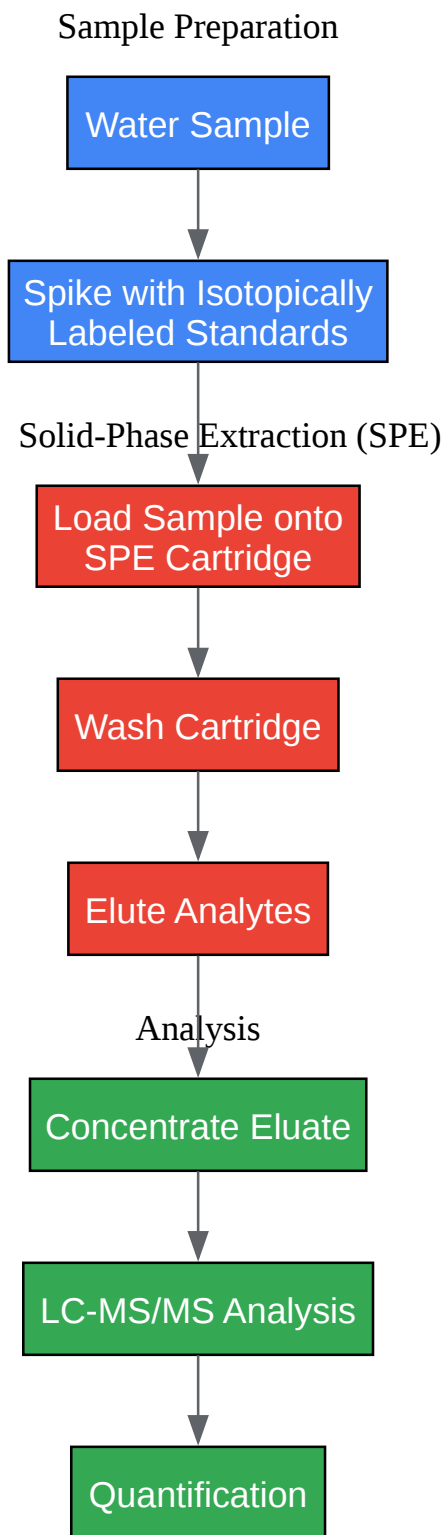 Sample Preparation
Water Sample
Spike with Isotopically
Labeled Standards
Solid-Phase Extraction (SPE)
Load Sample onto
SPE Cartridge
Wash Cartridge
Elute Analytes
Analysis
Concentrate Eluate
LC-MS/MS Analysis
Quantification